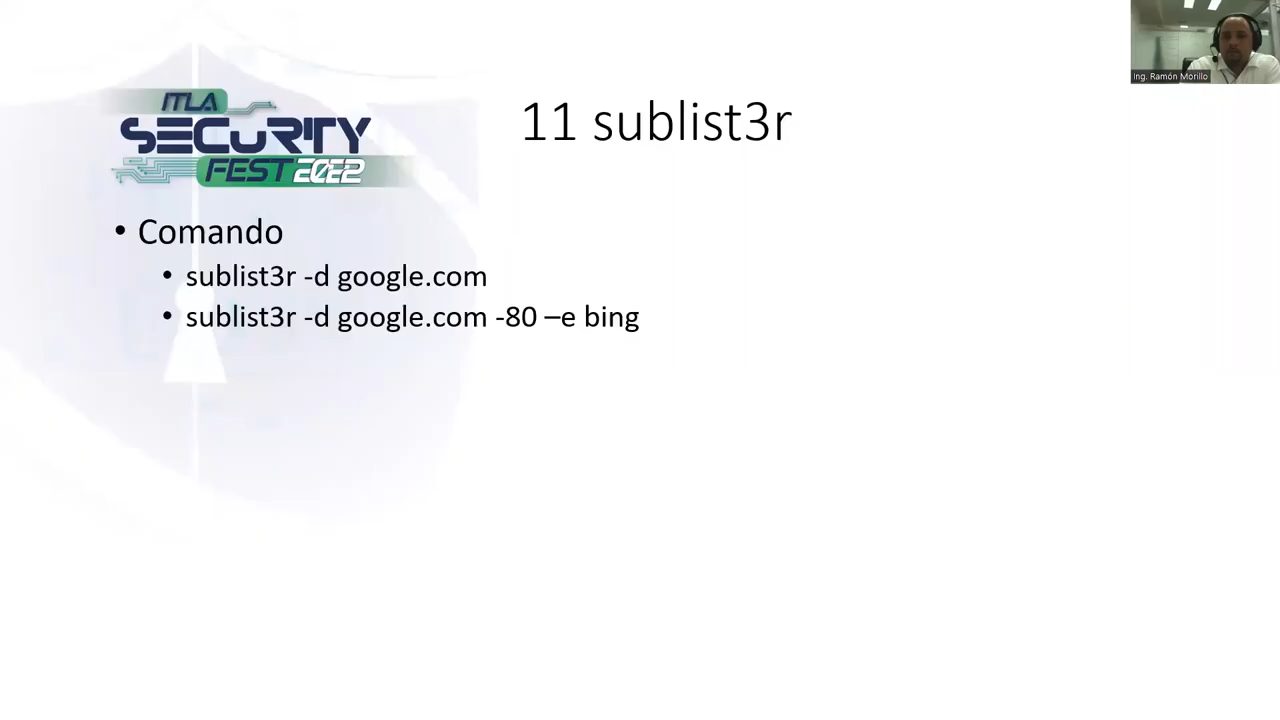 Ing. Ramón Morillo
ITLA
SECURITY
FEST 2022
11 sublist3r
• Comando
• sublist3r -d google.com
• sublist3r -d google.com -80 –e bing